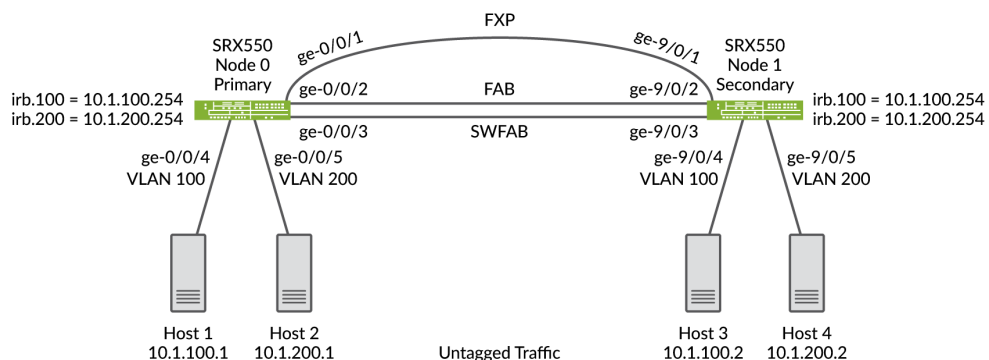 FXP
SRX550
Node 0
Primary
ge-0/0/1
ge-9/0/1
SRX550
Node 1
Secondary
irb.100 = 10.1.100.254
irb.200 = 10.1.200.254
ge-0/0/2
FAB
ge-9/0/2
irb.100 = 10.1.100.254
irb.200 = 10.1.200.254
ge-0/0/3
SWFAB
ge-9/0/3
ge-0/0/4
VLAN 100
ge-0/0/5
VLAN 200
ge-9/0/4
VLAN 100
ge-9/0/5
VLAN 200
Host 1
10.1.100.1
Host 2
10.1.200.1
Untagged Traffic
Host 3
10.1.100.2
Host 4
10.1.200.2